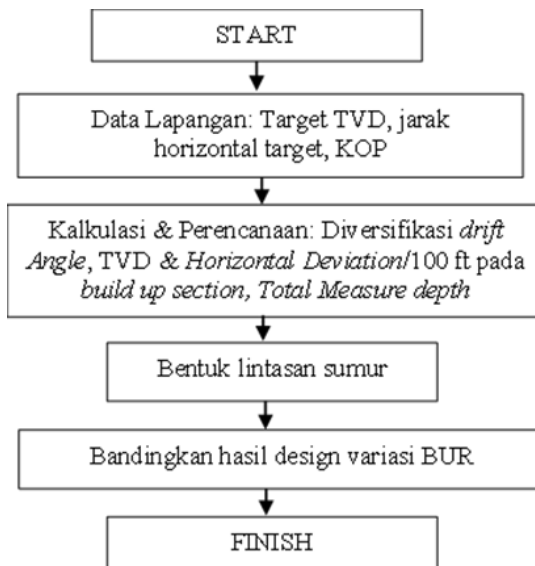 START
Data Lapangan: Target TVD, jarak
horizontal target, KOP
Kalkulasi & Perencanaan: Diversifikasi drift
Angle, TVD & Horizontal Deviation/100 ft pada
build up section, Total Measure depth
Bentuk lintasan sumur
Bandingkan hasil design variasi BUR
FINISH